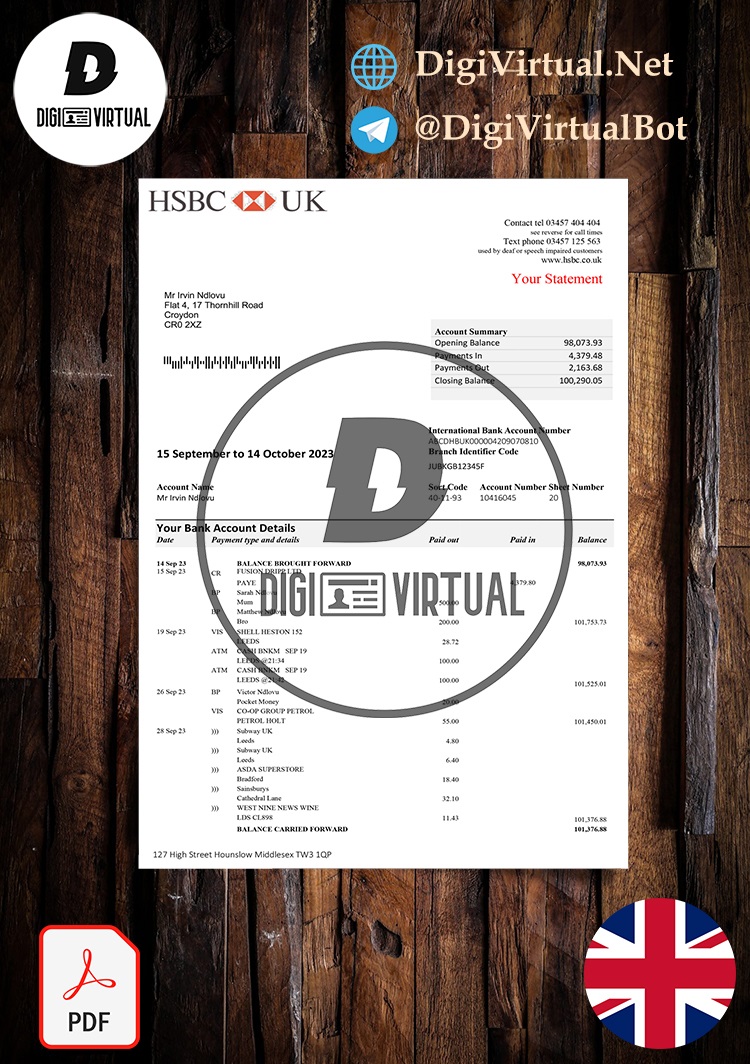 D
DIGI VIRTUAL
DigiVirtual.Net
@DigiVirtualBot
HSBC UK
Contact tel 03457 404 404
see reverse for call times
Text phone 03457 125 563
used by deaf or speech impaired customers
www.hsbc.co.uk
Your Statement
Mr Irvin Ndlovu
Flat 4, 17 Thornhill Road
Croydon
CR0 2XZ
Account Summary
Opening Balance 98,073.93
Payments In 4,379.48
Payments Out 2,163.68
Closing Balance 100,290.05
International Bank Account Number
ABCDHBUK000004209070810
Branch Identifier Code
JUBKGB12345F
15 September to 14 October 2023
Account Name Sort Code Account Number Sheet Number
Mr Irvin Ndlovu 40-11-93 10416045 20
D
DIGI VIRTUAL
Your Bank Account Details
Date Payment type and details Paid out Paid in Balance
14 Sep 23 BALANCE BROUGHT FORWARD 98,073.93
15 Sep 23 CR FUSION DRIPP LTD
PAYE 4,379.80
BP Sarah Ndlovu
Mum 500.00
BP Matthew Ndlovu
Bro 200.00 101,753.73
19 Sep 23 VIS SHELL HESTON 152
LEEDS 28.72
ATM CASH BNKM SEP 19
LEEDS @21:34 100.00
ATM CASH BNKM SEP 19
LEEDS @21:42 100.00
101,525.01
26 Sep 23 BP Victor Ndlovu
Pocket Money 20.00
VIS CO-OP GROUP PETROL
PETROL HOLT 55.00 101,450.01
28 Sep 23 ))) Subway UK
Leeds 4.80
))) Subway UK
Leeds 6.40
))) ASDA SUPERSTORE
Bradford 18.40
))) Sainsburys
Cathedral Lane 32.10
))) WEST NINE NEWS WINE
LDS CL898 11.43 101,376.88
BALANCE CARRIED FORWARD 101,376.88
127 High Street Hounslow Middlesex TW3 1QP
PDF